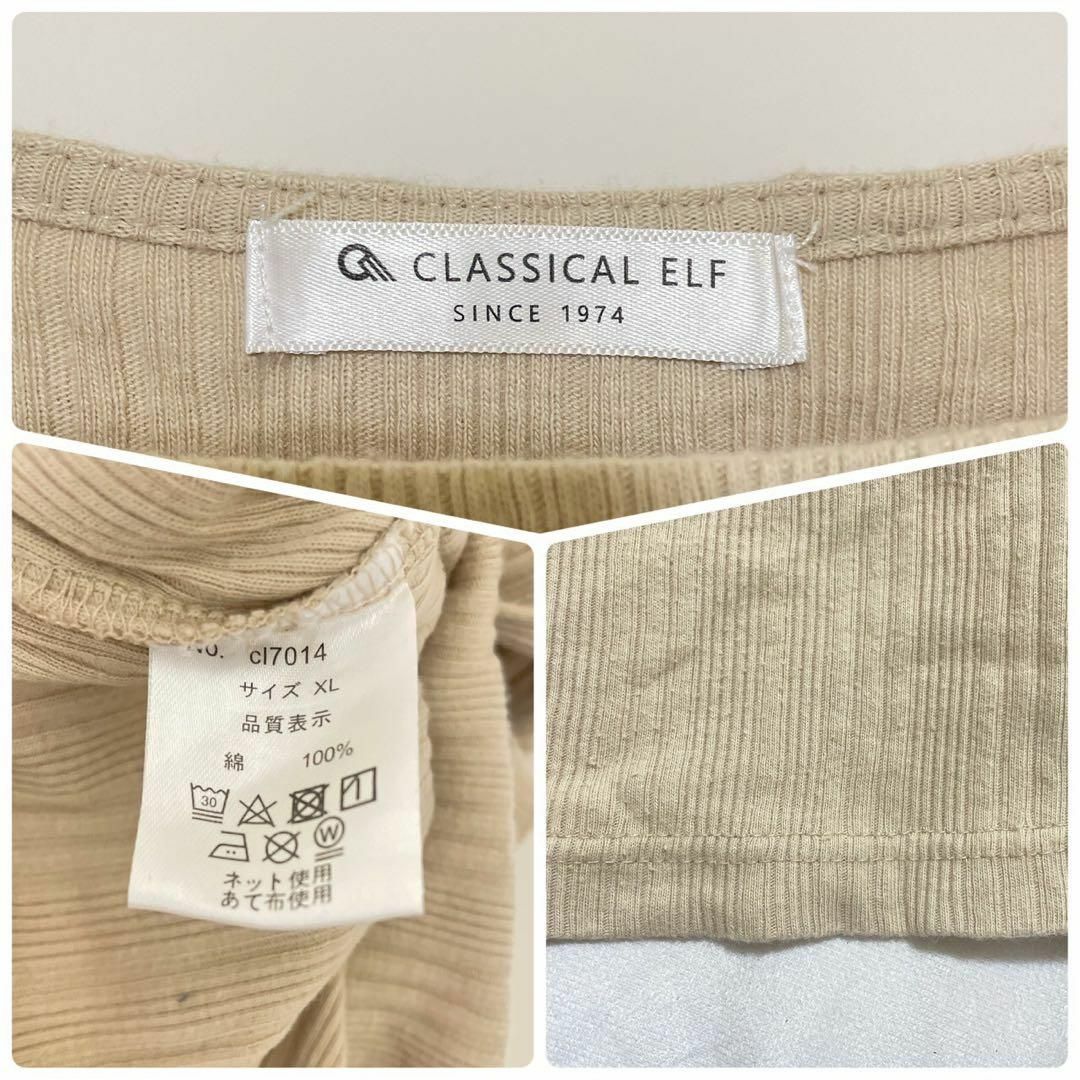 CLASSICAL ELF
SINCE 1974
No. cl7014
サイズ XL
品質表示
綿 100%
30
W
ネット使用
あて布使用